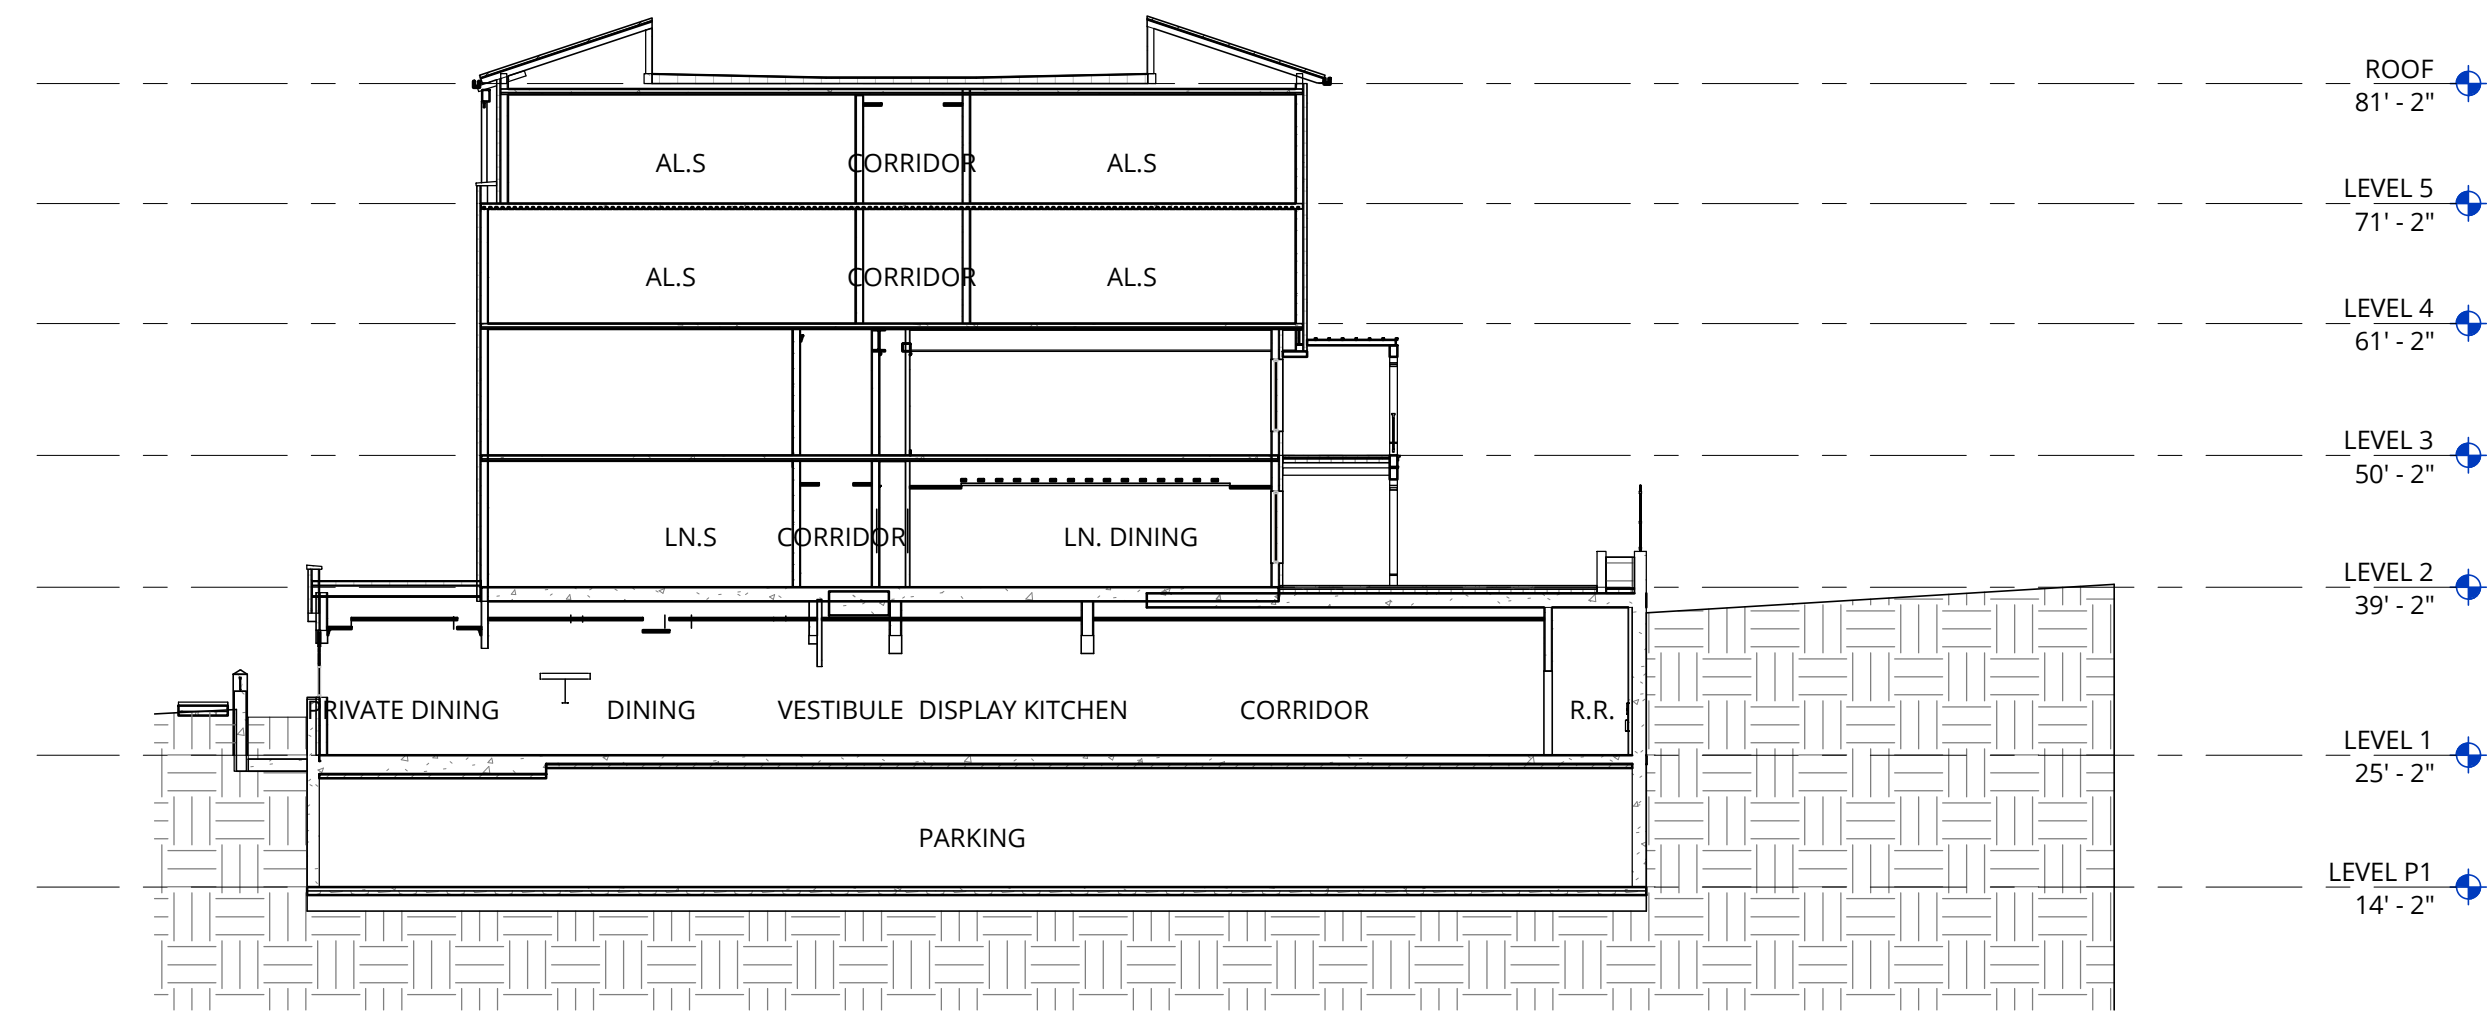 ROOF
81' - 2"
AL.S CORRIDOR AL.S
LEVEL 5
71' - 2"
AL.S CORRIDOR AL.S
LEVEL 4
61' - 2"
LEVEL 3
50' - 2"
LN.S CORRIDOR LN. DINING
LEVEL 2
39' - 2"
PRIVATE DINING DINING VESTIBULE DISPLAY KITCHEN CORRIDOR R.R.
LEVEL 1
25' - 2"
PARKING
LEVEL P1
14' - 2"